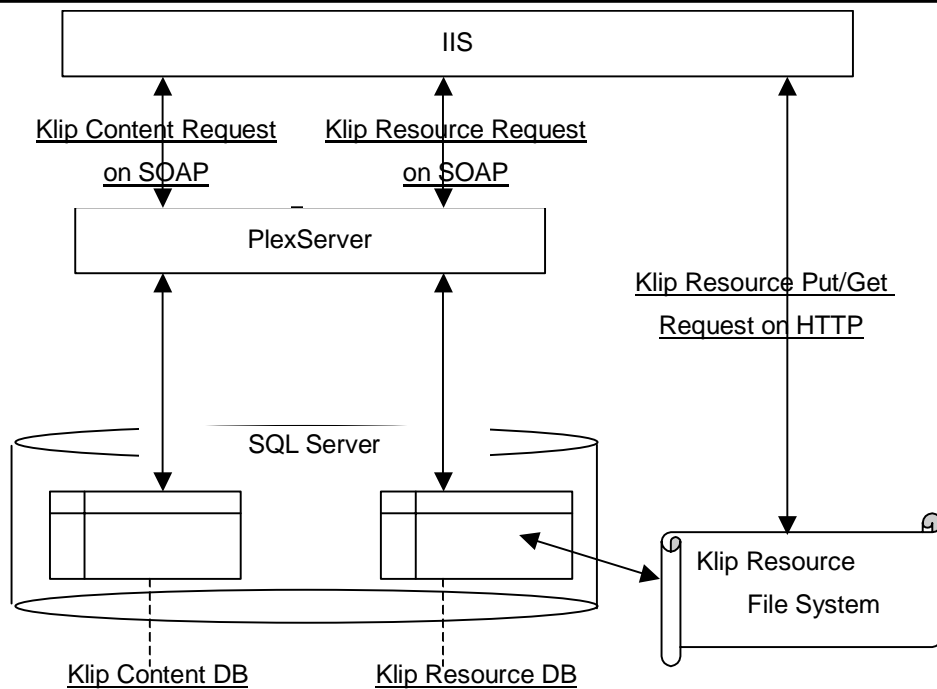 IIS
Klip Content Request
on SOAP
Klip Resource Request
on SOAP
PlexServer
Klip Resource Put/Get
Request on HTTP
SQL Server
Klip Resource
File System
Klip Content DB
Klip Resource DB